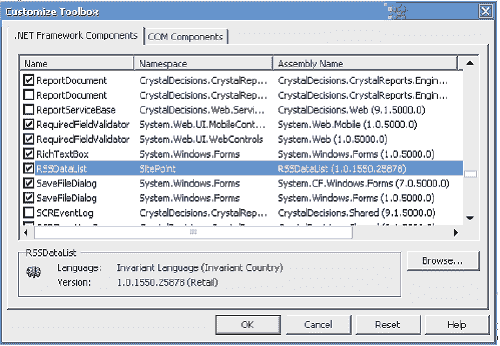 Customize Toolbox
.NET Framework Components COM Components
Name Namespace Assembly Name
ReportDocument CrystalDecisions.CrystalRepo... CrystalDecisions.CrystalReports.Engin...
ReportDocument CrystalDecisions.CrystalRep... CrystalDecisions.CrystalReports.Engin...
ReportServiceBase CrystalDecisions.Web.Servi... CrystalDecisions.Web (9.1.5000.0)
RequiredFieldValidator System.Web.UI.MobileCont... System.Web.Mobile (1.0.5000.0)
RequiredFieldValidator System.Web.UI.WebControls System.Web (1.0.5000.0)
RichTextBox System.Windows.Forms System.Windows.Forms (1.0.5000.0)
RSSDataList SitePoint RSSDataList (1.0.1550.25878)
SaveFileDialog System.Windows.Forms System.CF.Windows.Forms (7.0.5000.0)
SaveFileDialog System.Windows.Forms System.Windows.Forms (1.0.5000.0)
SCREventLog CrystalDecisions.CrystalRep... CrystalDecisions.Shared (9.1.5000.0)
RSSDataList
Language: Invariant Language (Invariant Country)
Version: 1.0.1550.25878 (Retail)
Browse...
OK Cancel Reset Help